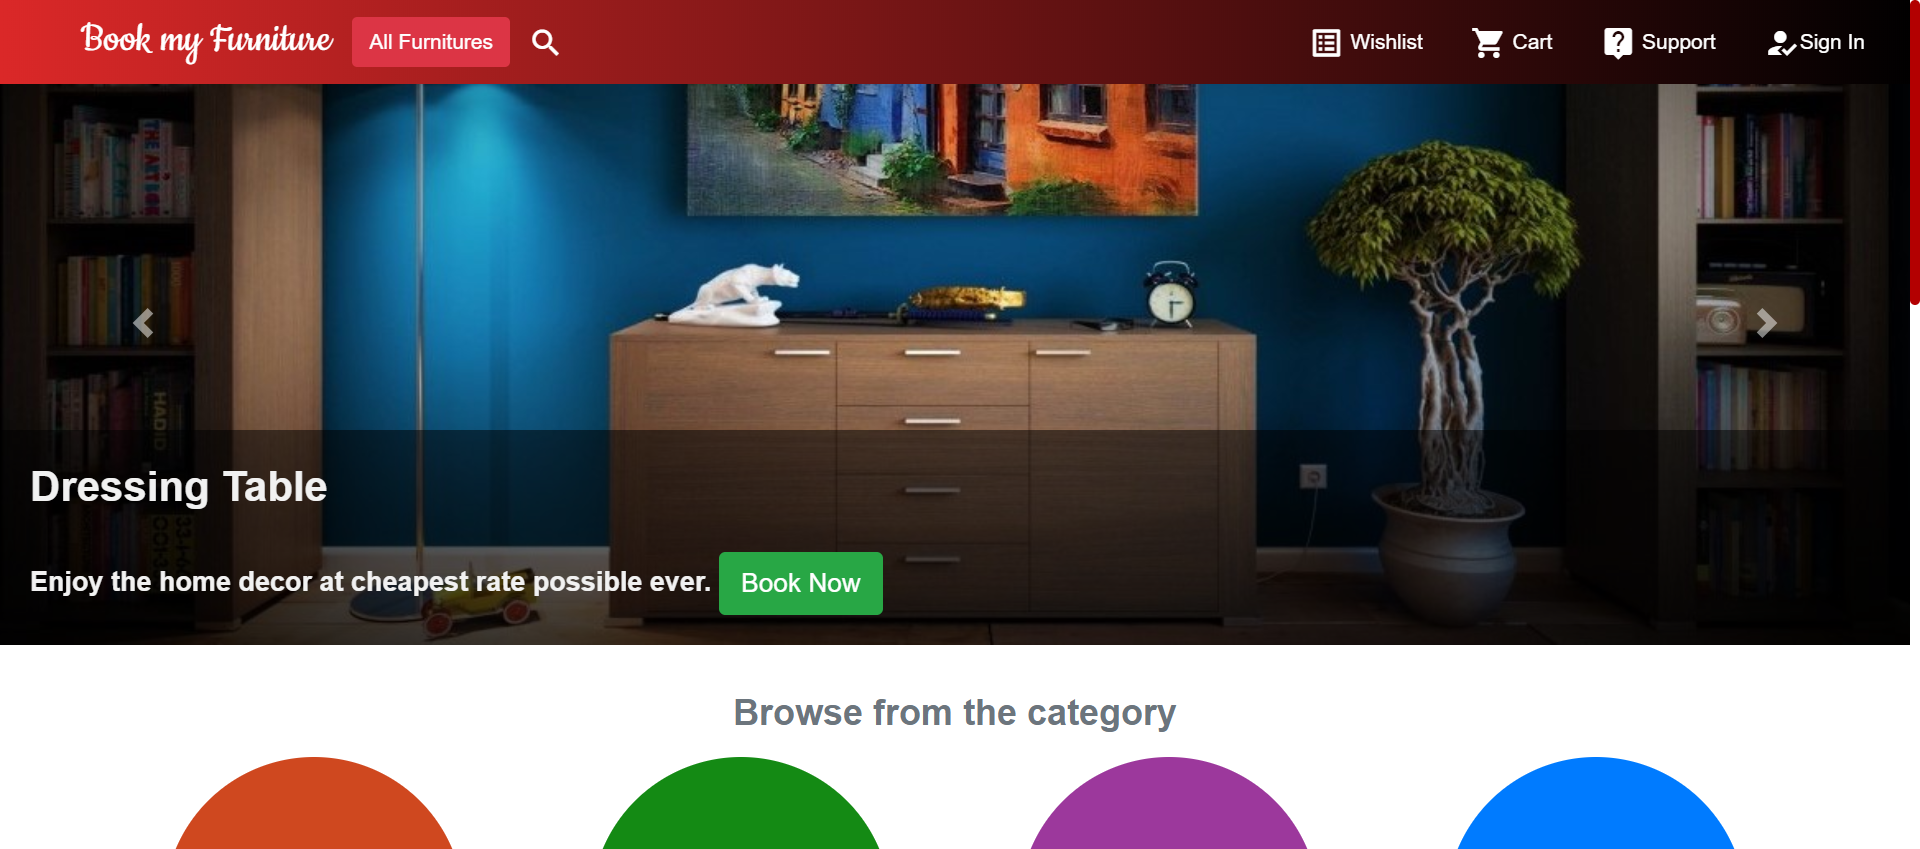 Book my Furniture
All Furnitures
Wishlist
Cart
Support
Sign In
Dressing Table
Enjoy the home decor at cheapest rate possible ever.
Book Now
Browse from the category